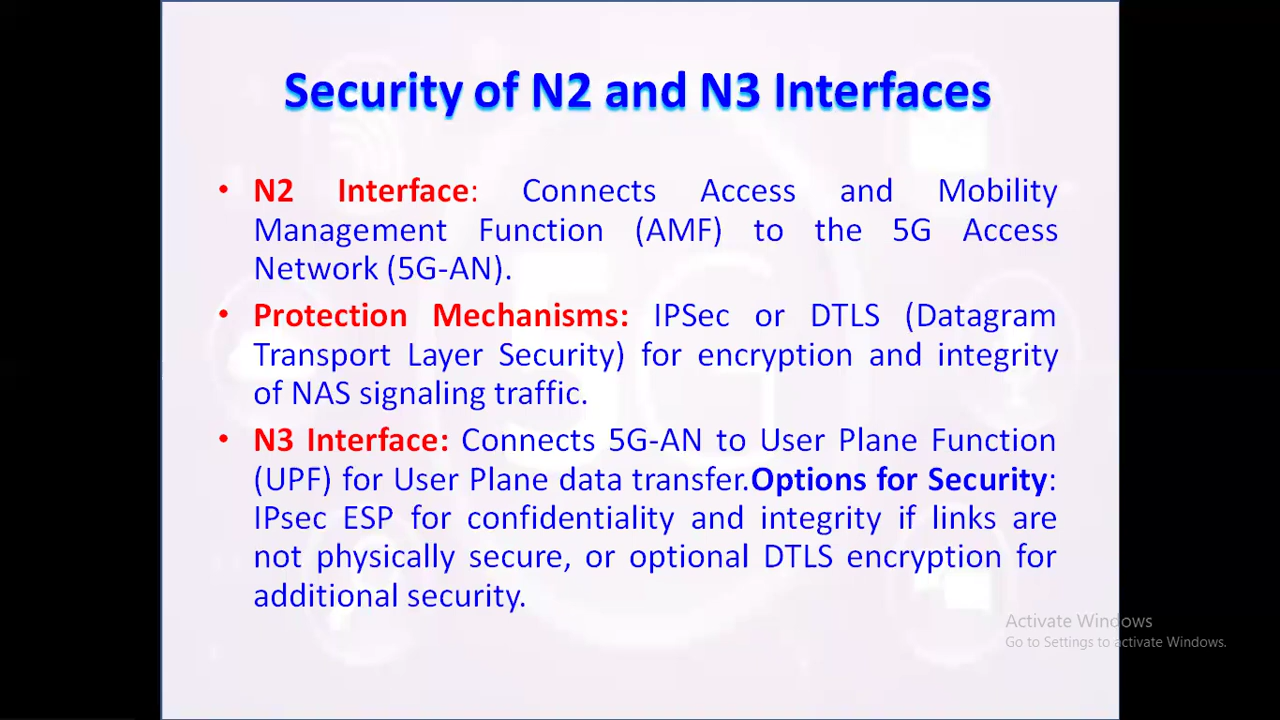 Security of N2 and N3 Interfaces
• N2 Interface: Connects Access and Mobility
Management Function (AMF) to the 5G Access
Network (5G-AN).
• Protection Mechanisms: IPSec or DTLS (Datagram
Transport Layer Security) for encryption and integrity
of NAS signaling traffic.
• N3 Interface: Connects 5G-AN to User Plane Function
(UPF) for User Plane data transfer.Options for Security:
IPsec ESP for confidentiality and integrity if links are
not physically secure, or optional DTLS encryption for
additional security.
Activate Windows
Go to Settings to activate Windows.